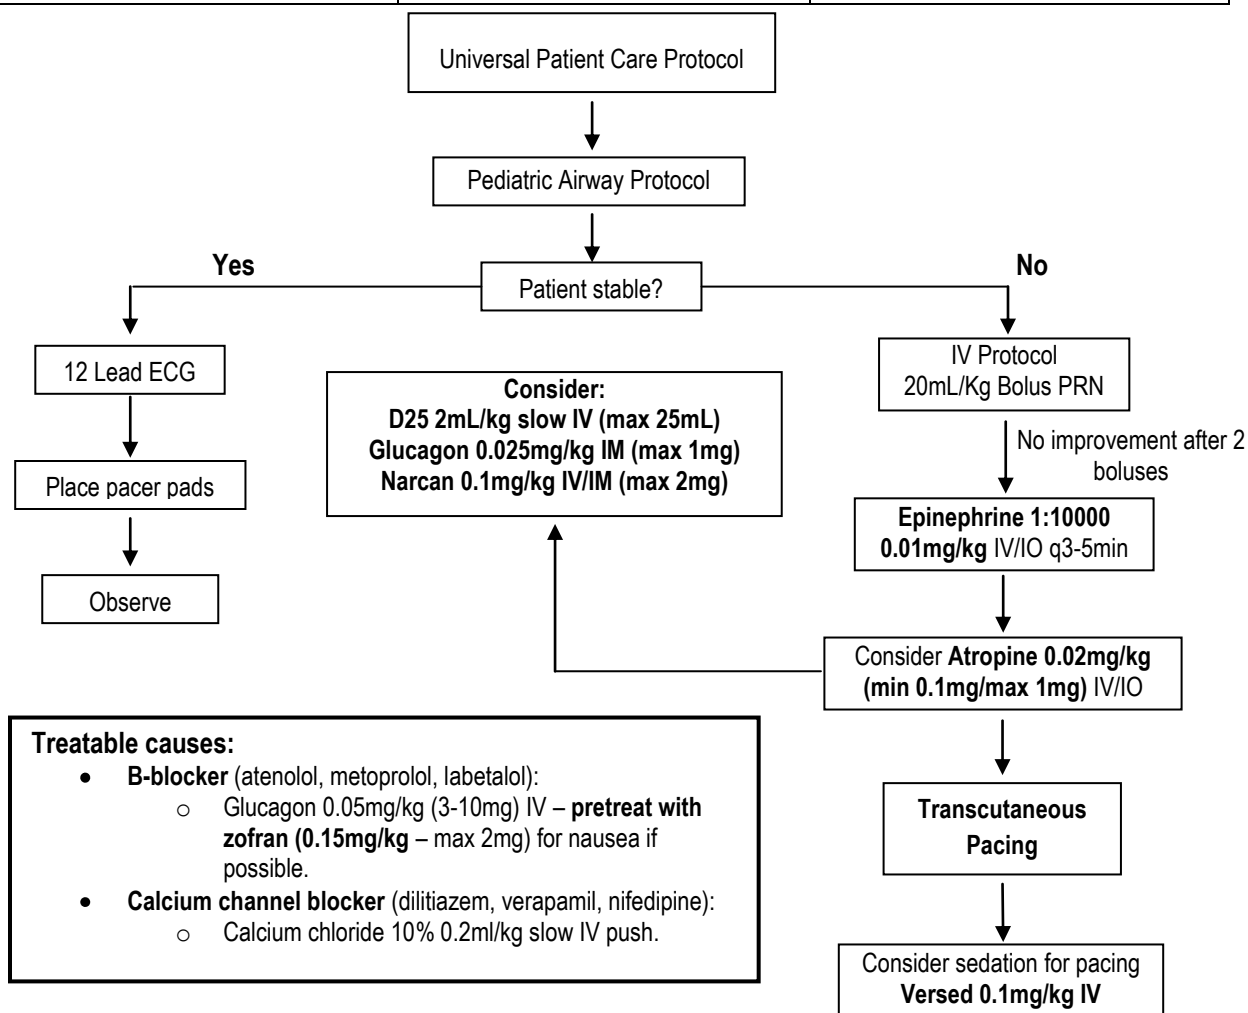 Universal Patient Care Protocol
Pediatric Airway Protocol
Yes
Patient stable?
No
12 Lead ECG
Place pacer pads
Observe
Consider:
D25 2mL/kg slow IV (max 25mL)
Glucagon 0.025mg/kg IM (max 1mg)
Narcan 0.1mg/kg IV/IM (max 2mg)
IV Protocol
20mL/Kg Bolus PRN
No improvement after 2
boluses
Epinephrine 1:10000
0.01mg/kg IV/IO q3-5min
Consider Atropine 0.02mg/kg
(min 0.1mg/max 1mg) IV/IO
Transcutaneous
Pacing
Consider sedation for pacing
Versed 0.1mg/kg IV
Treatable causes:
• B-blocker (atenolol, metoprolol, labetalol):
o Glucagon 0.05mg/kg (3-10mg) IV – pretreat with
zofran (0.15mg/kg – max 2mg) for nausea if
possible.
• Calcium channel blocker (dilitiazem, verapamil, nifedipine):
o Calcium chloride 10% 0.2ml/kg slow IV push.